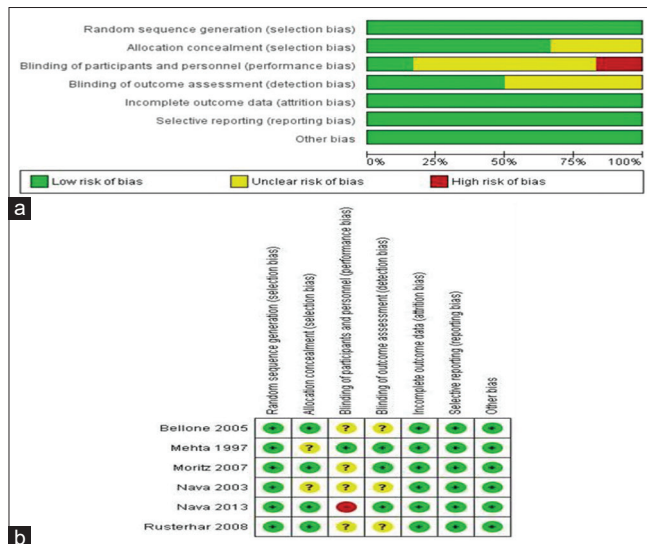 Random sequence generation (selection bias)
Allocation concealment (selection bias)
Blinding of participants and personnel (performance bias)
Blinding of outcome assessment (detection bias)
Incomplete outcome data (attrition bias)
Selective reporting (reporting bias)
Other bias
0% 25% 50% 75% 100%
Low risk of bias Unclear risk of bias High risk of bias
a
Random sequence generation (selection bias)
Allocation concealment (selection bias)
Blinding of participants and personnel (performance bias)
Blinding of outcome assessment (detection bias)
Incomplete outcome data (attrition bias)
Selective reporting (reporting bias)
Other bias
Bellone 2005 + + ? ? + + +
Mehta 1997 + ? + + + + +
Moritz 2007 + + ? + + + +
Nava 2003 + ? ? ? + + +
Nava 2013 + + - + + + +
Rusterhar 2008 + + ? ? + + +
b